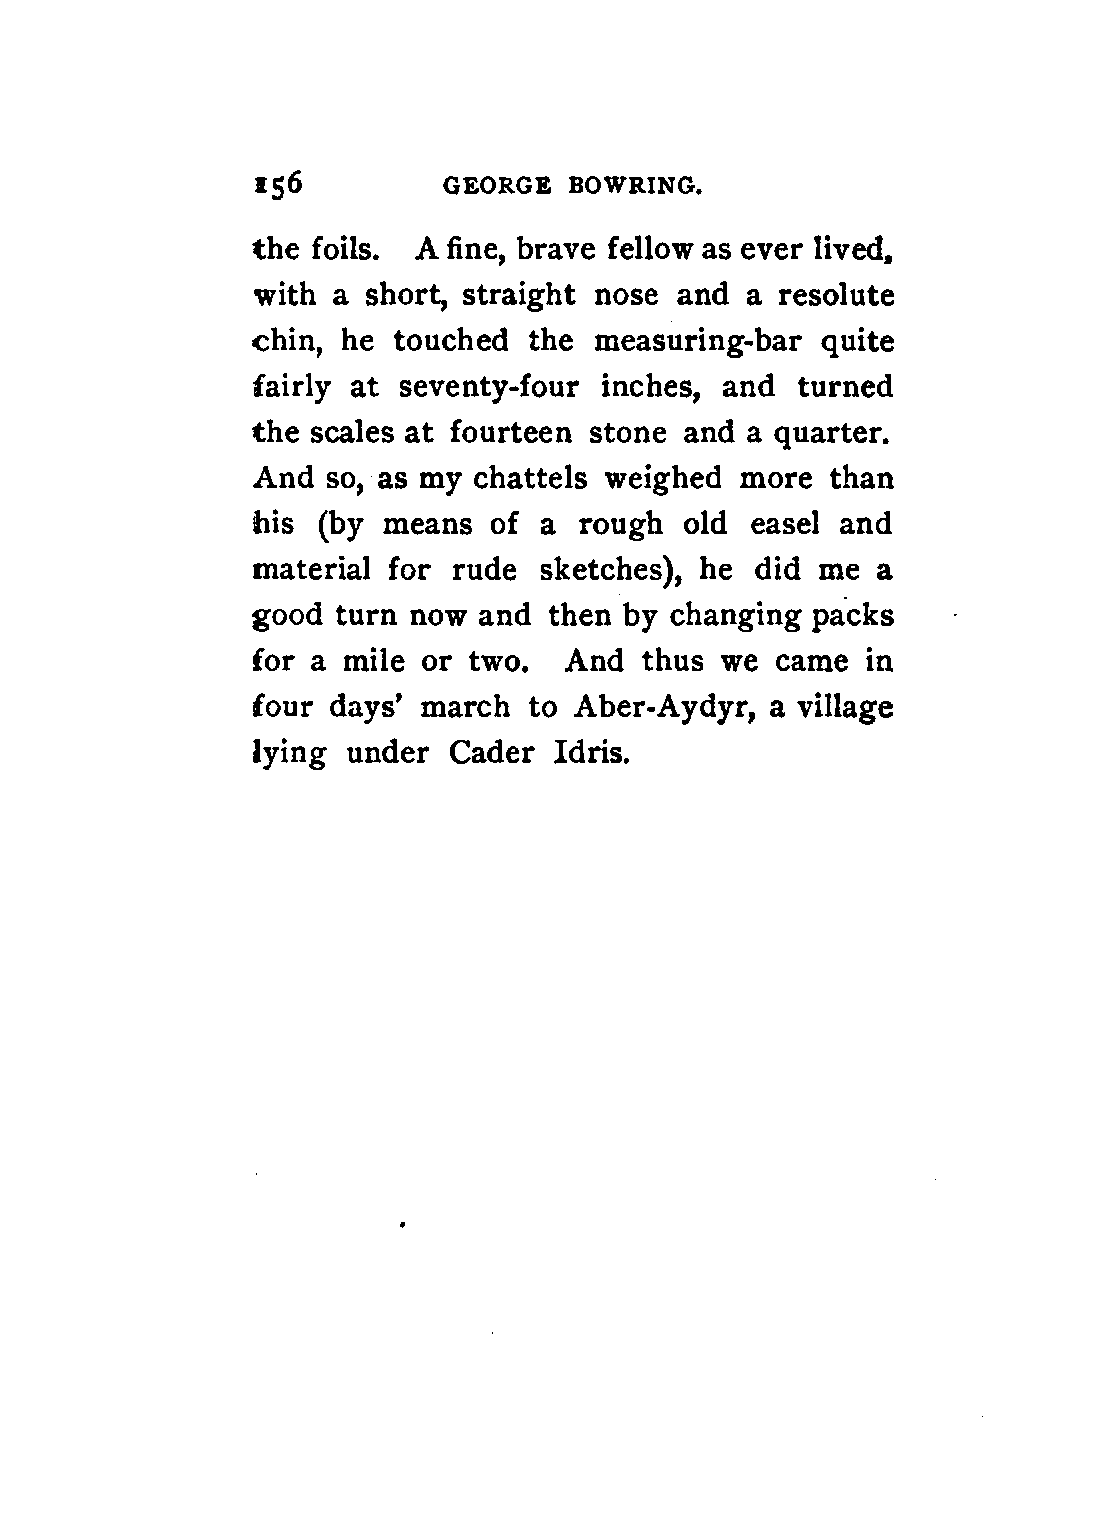 156 GEORGE BOWRING.
the foils. A fine, brave fellow as ever lived,
with a short, straight nose and a resolute
chin, he touched the measuring-bar quite
fairly at seventy-four inches, and turned
the scales at fourteen stone and a quarter.
And so, as my chattels weighed more than
his (by means of a rough old easel and
material for rude sketches), he did me a
good turn now and then by changing packs
for a mile or two. And thus we came in
four days' march to Aber-Aydyr, a village
lying under Cader Idris.